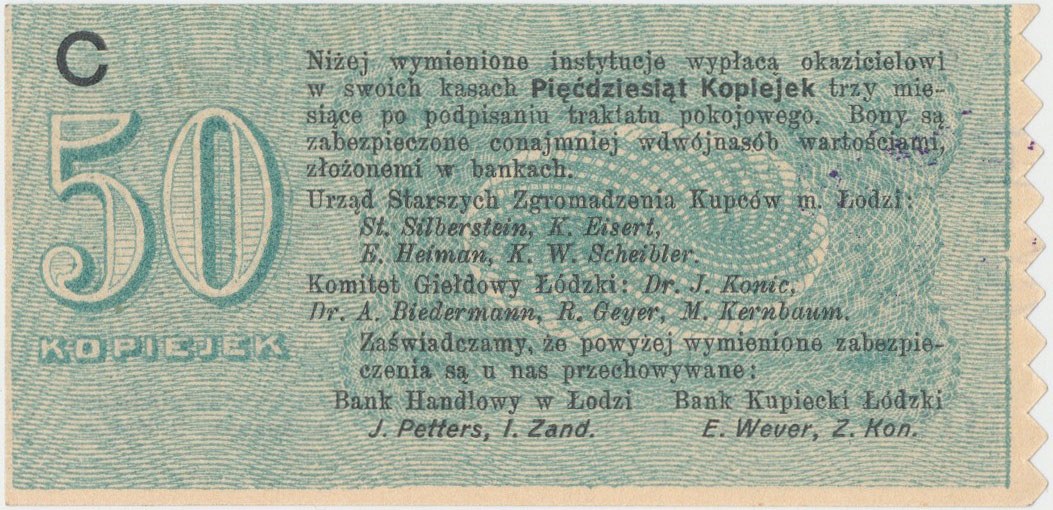 C
50
KOPIEJEK
Niżej wymienione instytucje wypłacą okazicielowi
w swoich kasach Pięćdziesiąt Kopiejek trzy mie-
siące po podpisaniu traktatu pokojowego. Bony są
zabezpieczone conajmniej wdwójnasób wartościami,
złożonemi w bankach.
Urząd Starszych Zgromadzenia Kupców m. Łodzi:
St. Silberstein, K. Eisert,
E. Heiman, K. W. Scheibler.
Komitet Giełdowy Łódzki: Dr. J. Konic,
Dr. A. Biedermann, R. Geyer, M. Kernbaum.
Zaświadczamy, że powyżej wymienione zabezpie-
czenia są u nas przechowywane:
Bank Handlowy w Łodzi Bank Kupiecki Łódzki
J. Petters, I. Zand. E. Wever, Z. Kon.